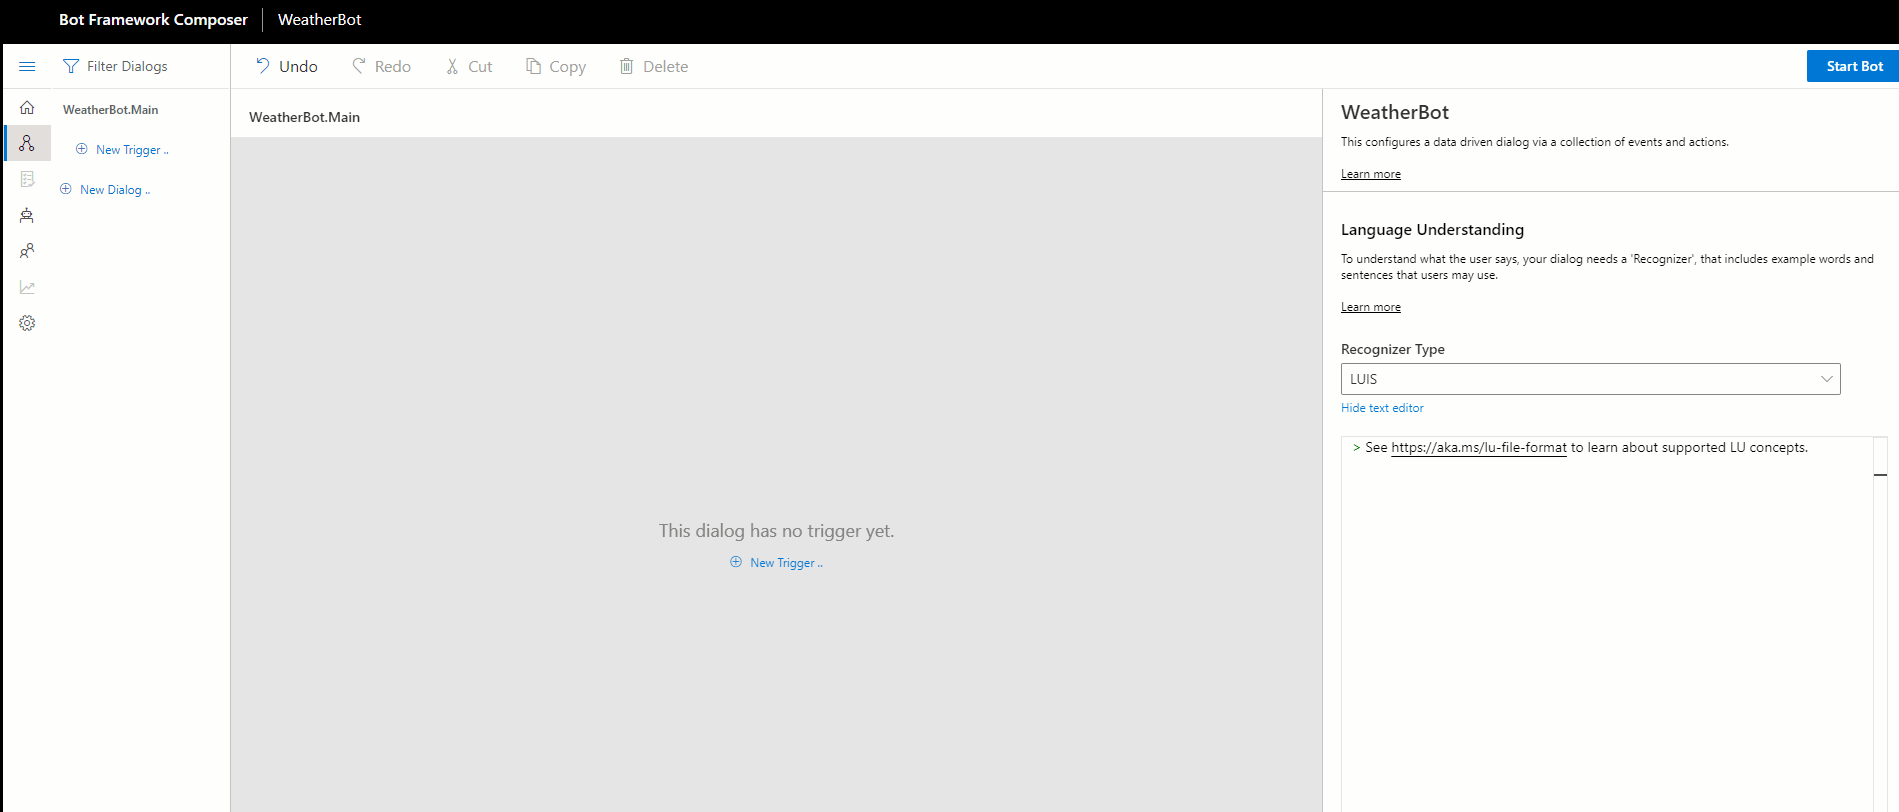 Bot Framework Composer
WeatherBot
Filter Dialogs
Undo
Redo
Cut
Copy
Delete
Start Bot
WeatherBot.Main
New Trigger ..
New Dialog ..
WeatherBot.Main
This dialog has no trigger yet.
New Trigger ..
WeatherBot
This configures a data driven dialog via a collection of events and actions.
Learn more
Language Understanding
To understand what the user says, your dialog needs a 'Recognizer', that includes example words and
sentences that users may use.
Learn more
Recognizer Type
LUIS
Hide text editor
> See https://aka.ms/lu-file-format to learn about supported LU concepts.